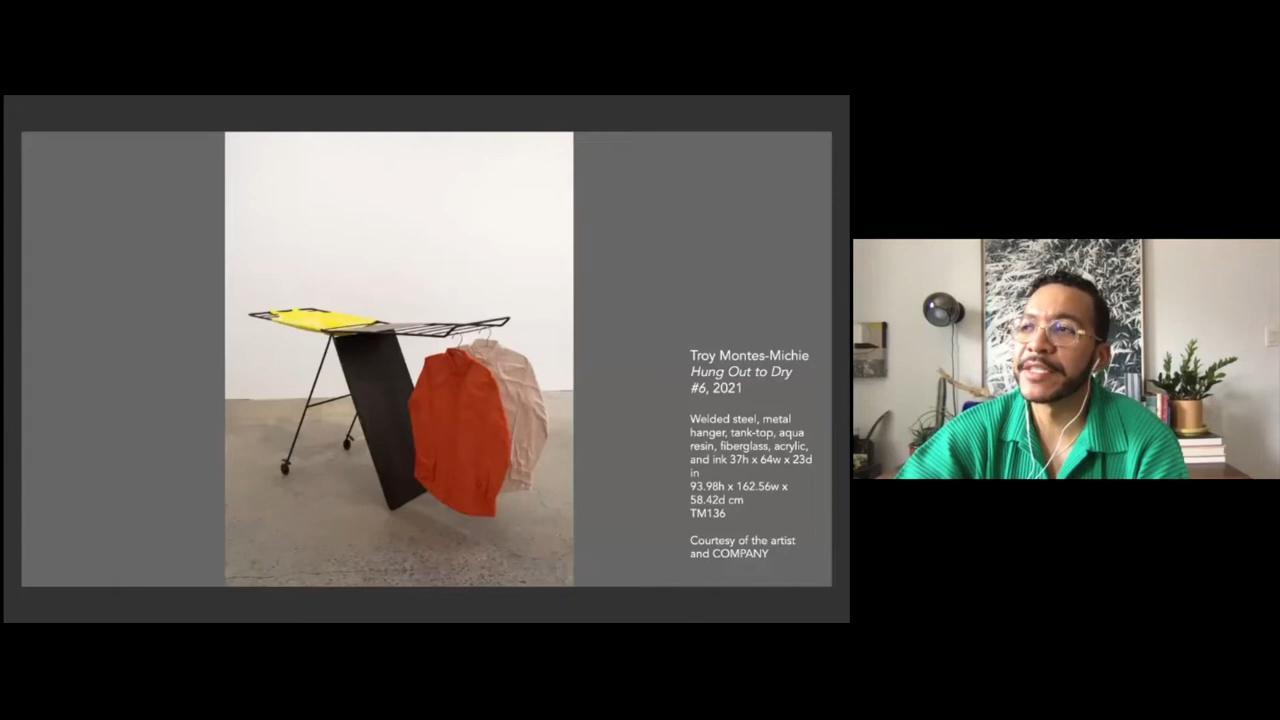 Troy Montes-Michie
Hung Out to Dry
#6, 2021
Welded steel, metal
hanger, tank-top, aqua
resin, fiberglass, acrylic,
and ink 37h x 64w x 23d
in
93.98h x 162.56w x
58.42d cm
TM136
Courtesy of the artist
and COMPANY